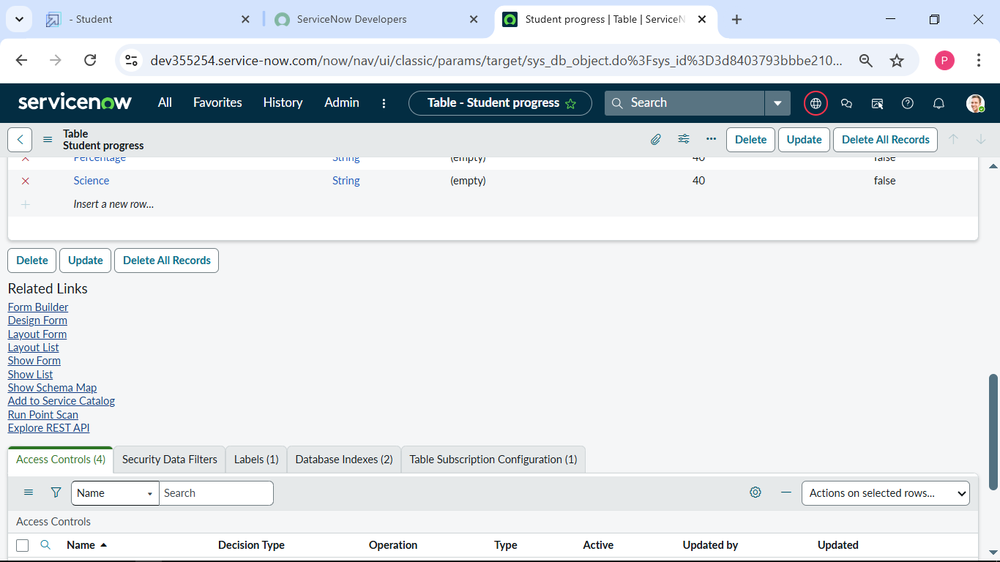 - Student
ServiceNow Developers
Student progress | Table | ServiceN
dev355254.service-now.com/now/nav/ui/classic/params/target/sys_db_object.do%3Fsys_id%3D3d8403793bbbe210...
P
servicenow All Favorites History Admin Table - Student progress Search
Table
Student progress
Delete Update Delete All Records
Percentage String (empty) 40 false
Science String (empty) 40 false
Insert a new row...
Delete Update Delete All Records
Related Links
Form Builder
Design Form
Layout Form
Layout List
Show Form
Show List
Show Schema Map
Add to Service Catalog
Run Point Scan
Explore REST API
Access Controls (4) Security Data Filters Labels (1) Database Indexes (2) Table Subscription Configuration (1)
Name Search Actions on selected rows...
Access Controls
Name Decision Type Operation Type Active Updated by Updated